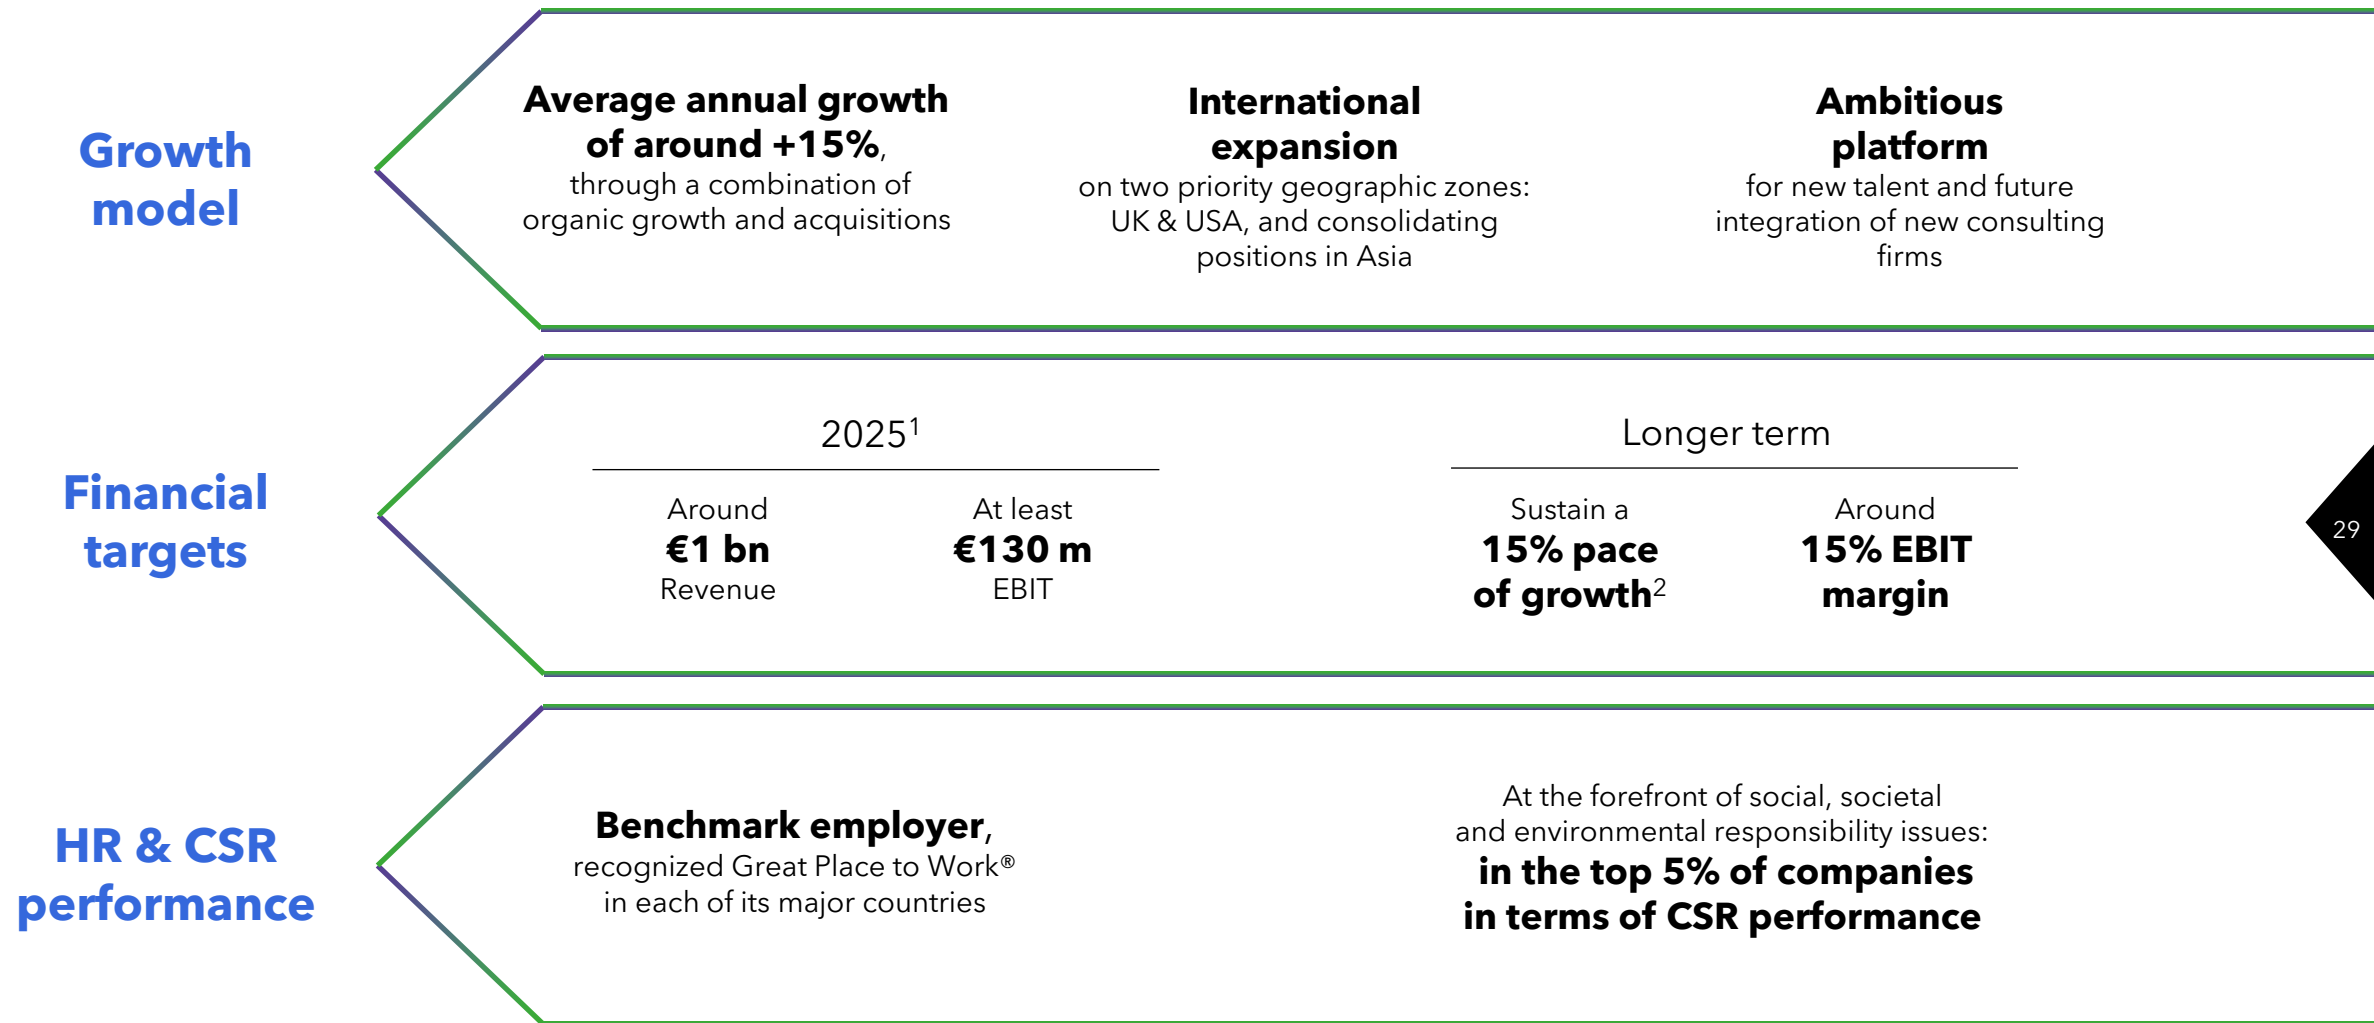 Growth
model
Average annual growth
of around +15%,
through a combination of
organic growth and acquisitions
International
expansion
on two priority geographic zones:
UK & USA, and consolidating
positions in Asia
Ambitious
platform
for new talent and future
integration of new consulting
firms
Financial
targets
2025¹
Around
€1 bn
Revenue
At least
€130 m
EBIT
Longer term
Sustain a
15% pace
of growth²
Around
15% EBIT
margin
29
HR & CSR
performance
Benchmark employer,
recognized Great Place to Work®
in each of its major countries
At the forefront of social, societal
and environmental responsibility issues:
in the top 5% of companies
in terms of CSR performance